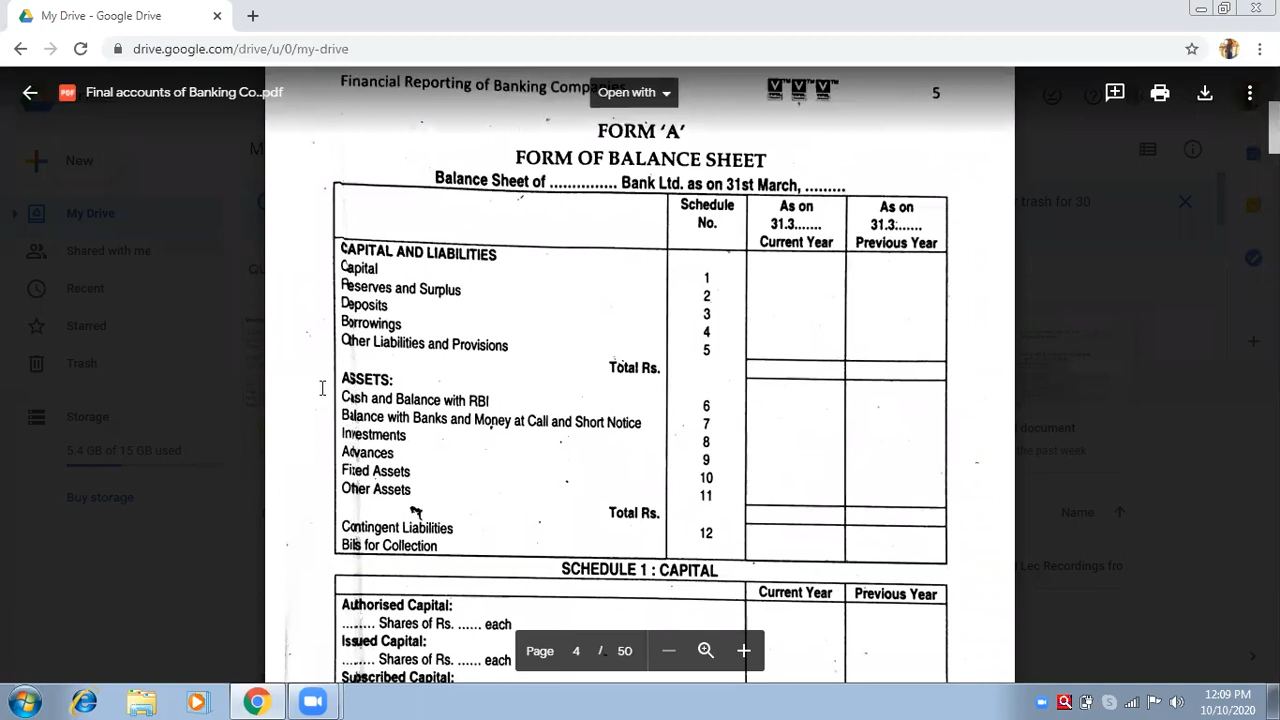 My Drive - Google Drive
drive.google.com/drive/u/0/my-drive
Financial Reporting of Banking Companies
5
Final accounts of Banking Co..pdf
Open with
FORM 'A'
FORM OF BALANCE SHEET
Balance Sheet of ............... Bank Ltd. as on 31st March, .........
Schedule No. As on 31.3....... Current Year As on 31.3....... Previous Year
CAPITAL AND LIABILITIES
Capital 1
Reserves and Surplus 2
Deposits 3
Borrowings 4
Other Liabilities and Provisions 5
Total Rs.
ASSETS:
Cash and Balance with RBI 6
Balance with Banks and Money at Call and Short Notice 7
Investments 8
Advances 9
Fixed Assets 10
Other Assets 11
Total Rs.
Contingent Liabilities 12
Bills for Collection
SCHEDULE 1 : CAPITAL
Current Year Previous Year
Authorised Capital:
........ Shares of Rs. ...... each
Issued Capital:
........ Shares of Rs. ...... each
Subscribed Capital:
Page 4 / 50
New
My Drive
Shared with me
Recent
Starred
Trash
Storage
5.4 GB of 15 GB used
Buy storage
trash for 30
the past week
Name
Lec Recordings fro
12:09 PM
10/10/2020